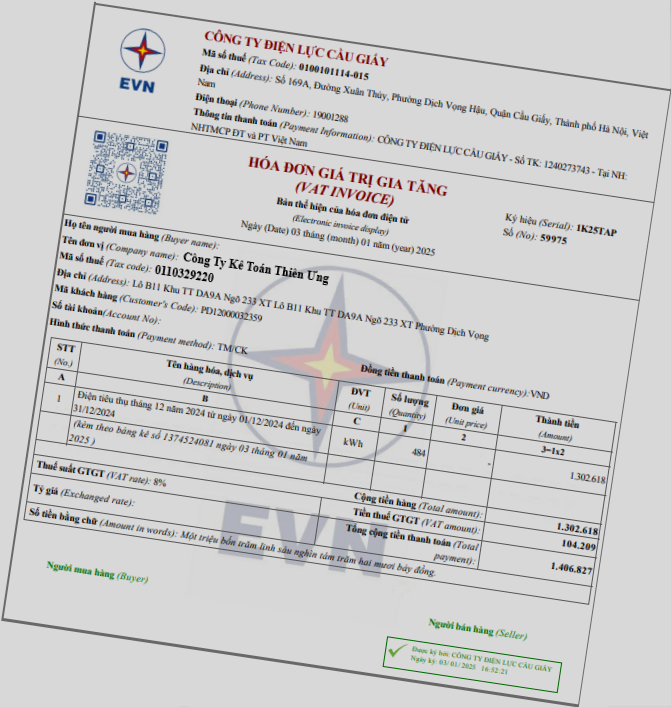 EVN
CÔNG TY ĐIỆN LỰC CẦU GIẤY
Mã số thuế (Tax Code): 0100101114-015
Địa chỉ (Address): Số 169A, Đường Xuân Thủy, Phường Dịch Vọng Hậu, Quận Cầu Giấy, Thành phố Hà Nội, Việt
Nam
Điện thoại (Phone Number): 19001288
Thông tin thanh toán (Payment Information): CÔNG TY ĐIỆN LỰC CẦU GIẤY - Số TK: 1240273743 - Tại NH:
NHTMCP ĐT và PT Việt Nam
HÓA ĐƠN GIÁ TRỊ GIA TĂNG
(VAT INVOICE)
Bản thể hiện của hóa đơn điện tử
(Electronic invoice display)
Ngày (Date) 03 tháng (month) 01 năm (year) 2025
Ký hiệu (Serial): 1K25TAP
Số (No): 59975
Họ tên người mua hàng (Buyer name):
Tên đơn vị (Company name): Công Ty Kế Toán Thiên Ưng
Mã số thuế (Tax code): 0110329220
Địa chỉ (Address): Lô B11 Khu TT DA9A Ngõ 233 XT Lô B11 Khu TT DA9A Ngõ 233 XT Phường Dịch Vọng
Mã khách hàng (Customer's Code): PD12000032359
Số tài khoản(Account No):
Hình thức thanh toán (Payment method): TM/CK
Đồng tiền thanh toán (Payment currency):VND
STT (No.) Tên hàng hóa, dịch vụ (Description) ĐVT (Unit) Số lượng (Quantity) Đơn giá (Unit price) Thành tiền (Amount)
A B C 1 2 3=1x2
1 Điện tiêu thụ tháng 12 năm 2024 từ ngày 01/12/2024 đến ngày
31/12/2024
(kèm theo bảng kê số 1374524081 ngày 03 tháng 01 năm
2025 )
kWh 484 - 1.302.618
Cộng tiền hàng (Total amount): 1.302.618
Thuế suất GTGT (VAT rate): 8% Tiền thuế GTGT (VAT amount): 104.209
Tỷ giá (Exchanged rate): Tổng cộng tiền thanh toán (Total
payment): 1.406.827
Số tiền bằng chữ (Amount in words): Một triệu bốn trăm linh sáu nghìn tám trăm hai mươi bảy đồng.
EVN
Người mua hàng (Buyer)
Người bán hàng (Seller)
Được ký bởi: CÔNG TY ĐIỆN LỰC CẦU GIẤY
Ngày ký: 03/ 01/ 2025 16:52:21